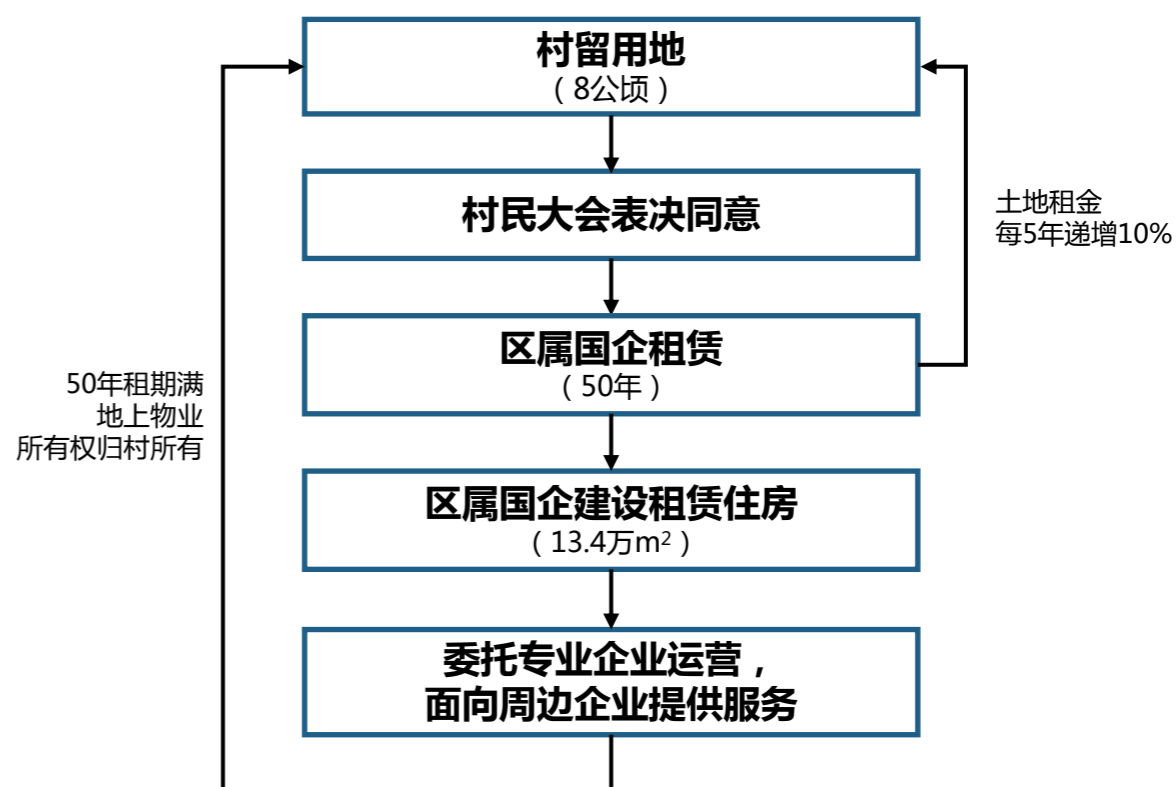 村留用地
（8公顷）
村民大会表决同意
土地租金
每5年递增10%
区属国企租赁
（50年）
50年租期满
地上物业
所有权归村所有
区属国企建设租赁住房
（13.4万m²）
委托专业企业运营，
面向周边企业提供服务